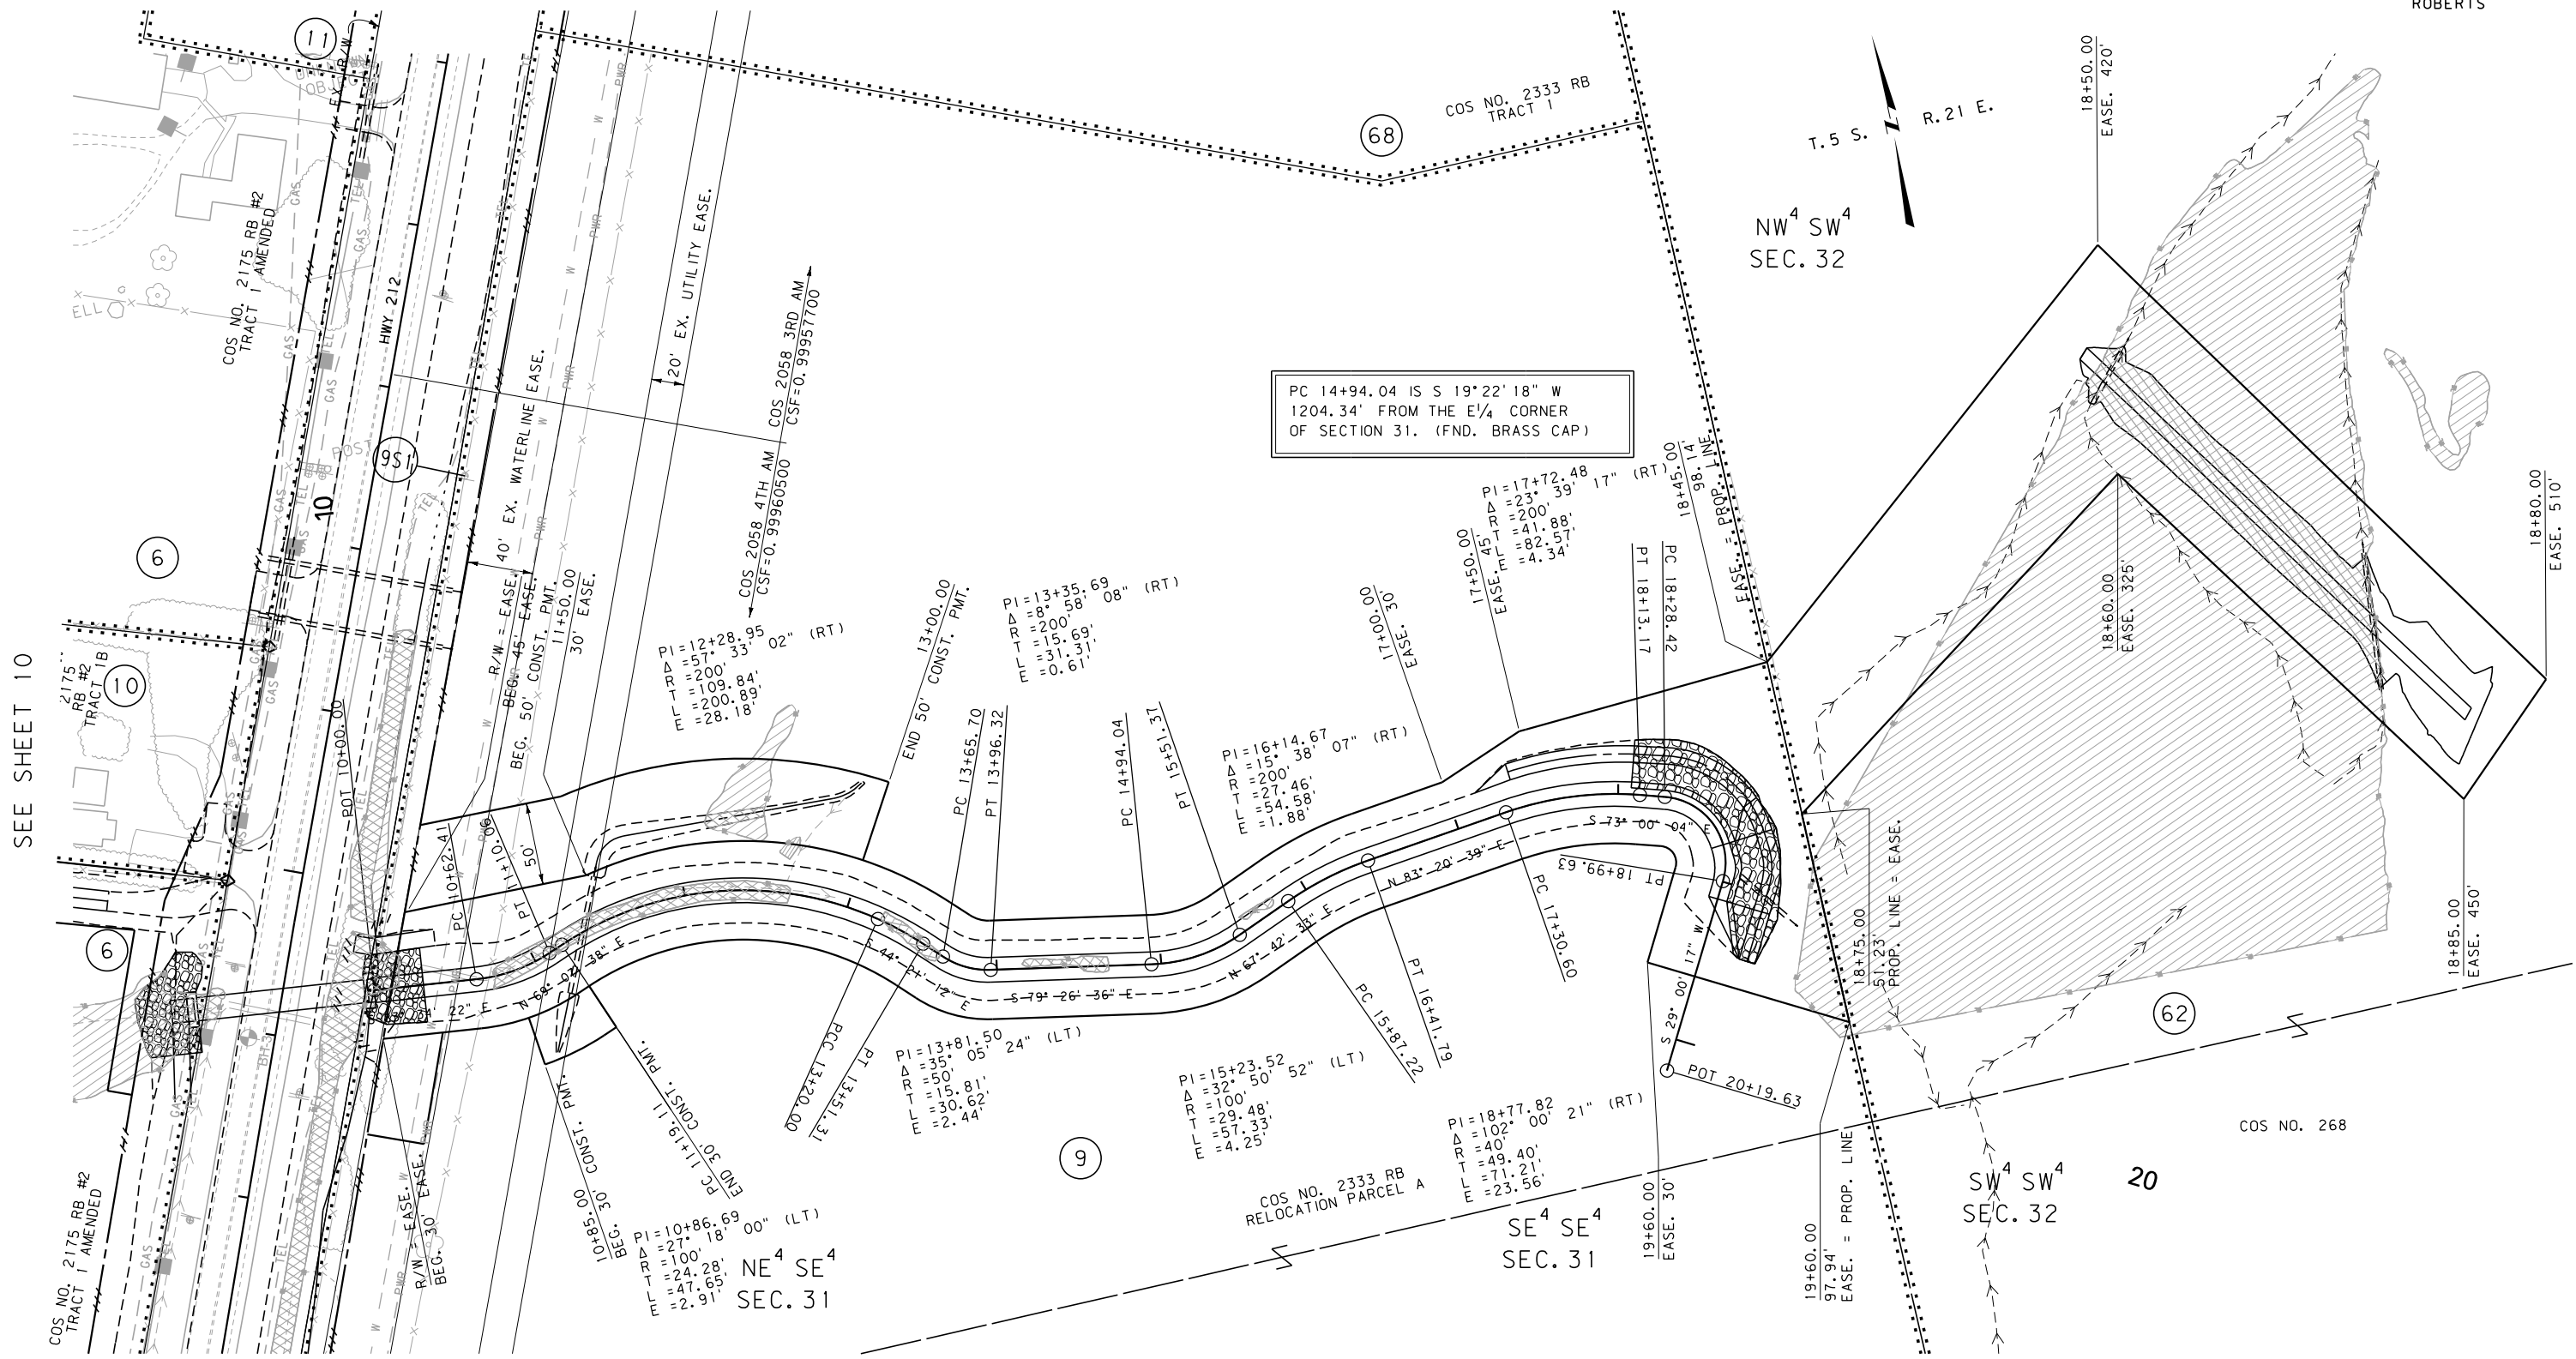 ROBERTS
SEE SHEET 10
11
EX. R/W
COS NO. 2175 RB #2
TRACT 1 AMENDED
HWY 212
9S1
10
6
10
2175
RB #2
TRACT 1B
6
COS NO. 2175 RB #2
TRACT 1 AMENDED
POST
BH-3
GAS
TEL
PWR
W
40' EX. WATERLINE EASE.
20' EX. UTILITY EASE.
COS 2058 3RD AM
CSF=0.99957700
COS 2058 4TH AM
CSF=0.99960500
R/W = EASE.
BEG. 45' EASE.
BEG. 50' CONST. PMT.
11+50.00
30' EASE.
POT 10+00.00
PC 10+62.41
PT 11+10.06
50'
PI=12+28.95
Δ =57° 33' 02" (RT)
R =200'
T =109.84'
L =200.89'
E =28.18'
13+00.00
END 50' CONST. PMT.
PI=13+35.69
Δ =8° 58' 08" (RT)
R =200'
T =15.69'
L =31.31'
E =0.61'
PC 13+65.70
PT 13+96.32
PC 14+94.04
PT 15+51.37
PI=16+14.67
Δ =15° 38' 07" (RT)
R =200'
T =27.46'
L =54.58'
E =1.88'
17+00.00
EASE. 30'
17+50.00
EASE. 45'
PI=17+72.48
Δ =23° 39' 17" (RT)
R =200'
T =41.88'
L =82.57'
E =4.34'
PT 18+13.17
PC 18+28.42
18+45.00
98.14'
EASE. = PROP. LINE
PC 14+94.04 IS S 19°22'18" W
1204.34' FROM THE E¼ CORNER
OF SECTION 31. (FND. BRASS CAP)
68
COS NO. 2333 RB
TRACT 1
T.5 S.
R.21 E.
NW4 SW4
SEC. 32
18+50.00
EASE. 420'
18+60.00
EASE. 325'
18+80.00
EASE. 510'
18+85.00
EASE. 450'
18+75.00
51.23'
PROP. LINE = EASE.
22" E
N 69° 02' 38" E
S 44° 21' 12" E
S 79° 26' 36" E
N 67° 42' 33" E
N 83° 20' 39" E
S 73° 00' 04" E
S 29° 00' 17" W
PT 18+99.63
PC 17+30.60
PT 16+41.79
PC 15+87.22
PCC 13+20.00
PT 13+51.31
PC 11+19.11
END 30' CONST. PMT.
10+85.00
BEG. 30' CONST. PMT.
R/W = EASE.
BEG. 30' EASE.
PI=10+86.69
Δ =27° 18' 00" (LT)
R =100'
T =24.28'
L =47.65'
E =2.91'
PI=13+81.50
Δ =35° 05' 24" (LT)
R =50'
T =15.81'
L =30.62'
E =2.44'
PI=15+23.52
Δ =32° 50' 52" (LT)
R =100'
T =29.48'
L =57.33'
E =4.25'
PI=18+77.82
Δ =102° 00' 21" (RT)
R =40'
T =49.40'
L =71.21'
E =23.56'
NE4 SE4
SEC. 31
9
COS NO. 2333 RB
RELOCATION PARCEL A
SE4 SE4
SEC. 31
19+60.00
EASE. 30'
POT 20+19.63
19+60.00
97.94'
EASE. = PROP. LINE
62
COS NO. 268
SW4 SW4
SEC. 32
20